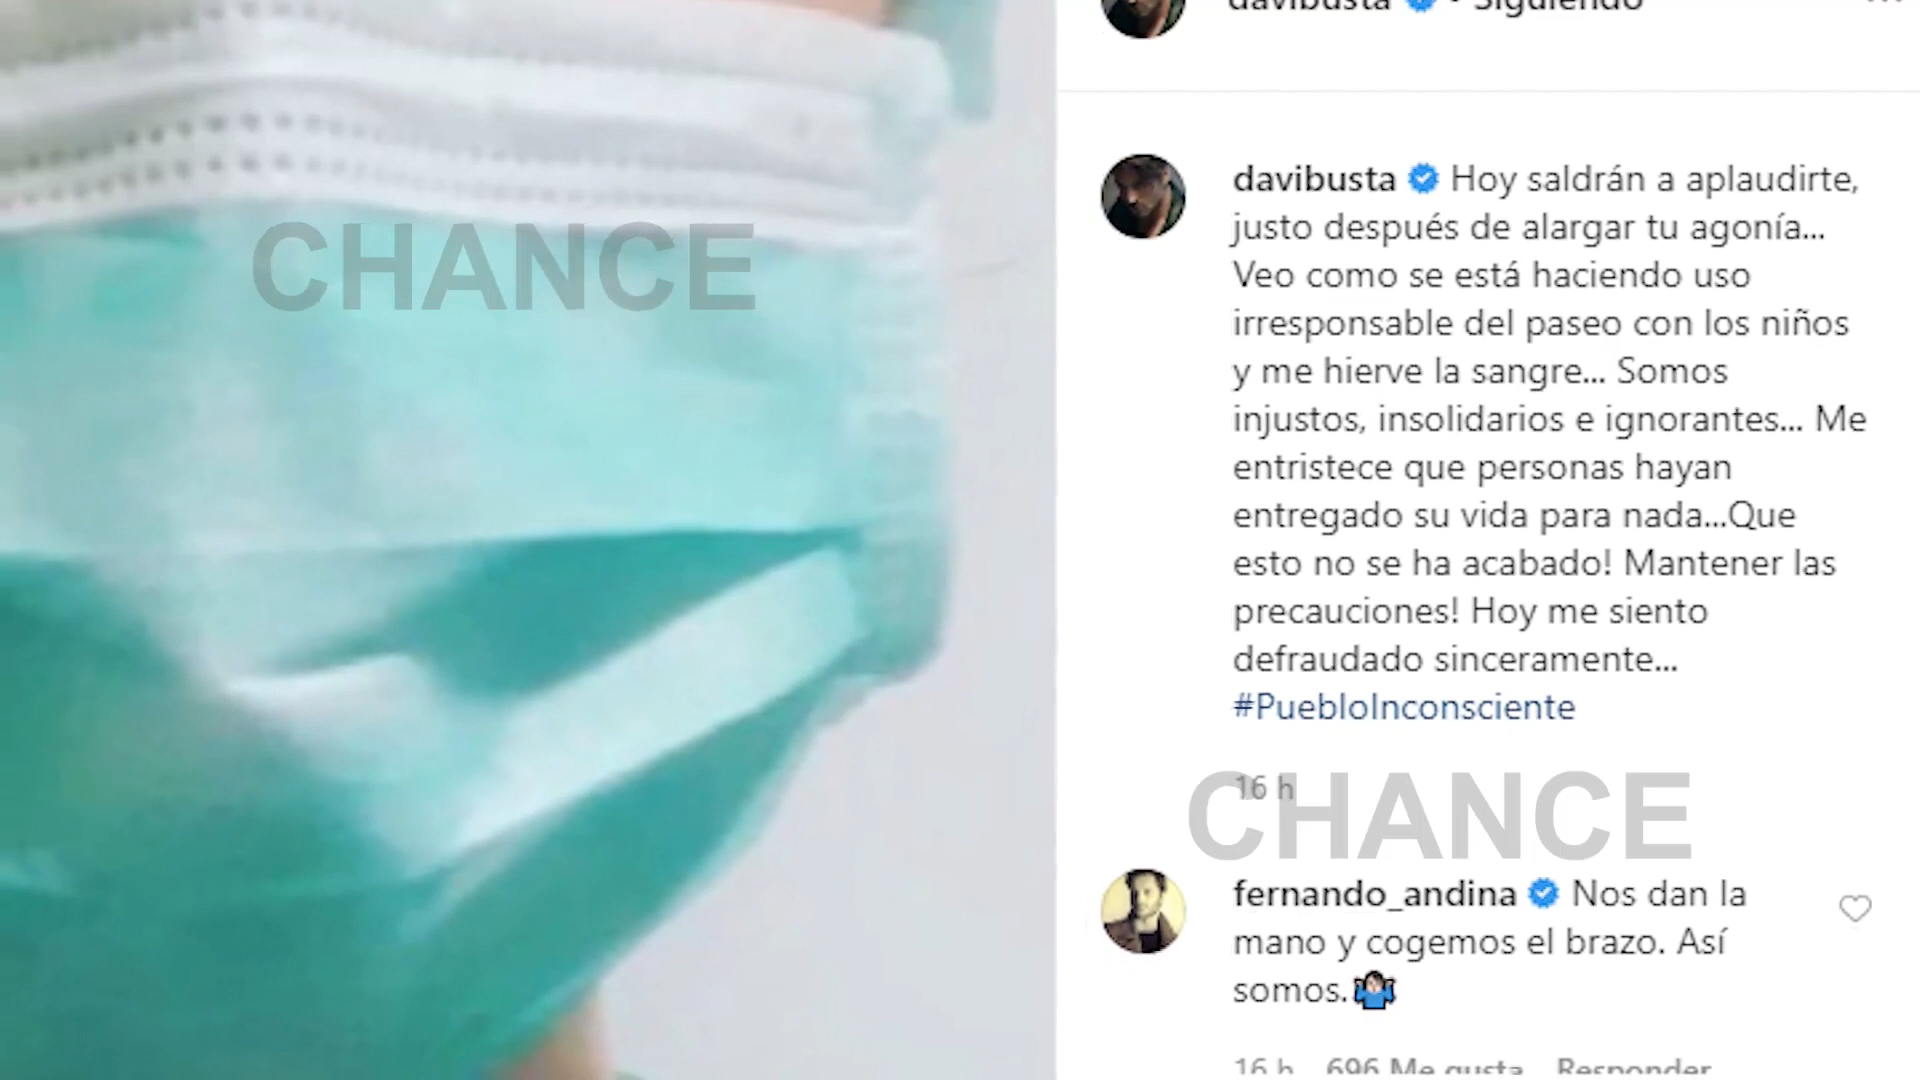 davibusta • Siguiendo
CHANCE
davibusta Hoy saldrán a aplaudirte,
justo después de alargar tu agonía...
Veo como se está haciendo uso
irresponsable del paseo con los niños
y me hierve la sangre... Somos
injustos, insolidarios e ignorantes... Me
entristece que personas hayan
entregado su vida para nada...Que
esto no se ha acabado! Mantener las
precauciones! Hoy me siento
defraudado sinceramente...
#PuebloInconsciente
16 h
CHANCE
fernando_andina Nos dan la
mano y cogemos el brazo. Así
somos.🤷🏻‍♂️
16 h 696 Me gusta Responder